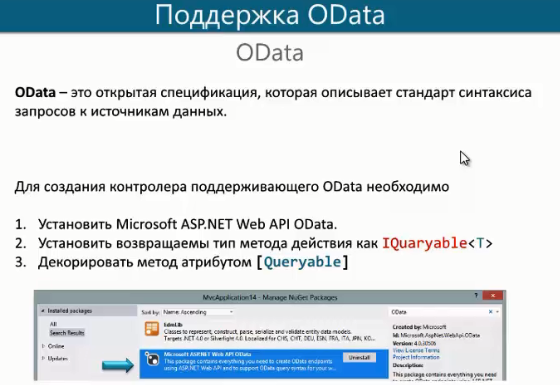 Поддержка OData
OData
OData – это открытая спецификация, которая описывает стандарт синтаксиса
запросов к источникам данных.
Для создания контролера поддерживающего OData необходимо
1. Установить Microsoft ASP.NET Web API OData.
2. Установить возвращаемы тип метода действия как IQuaryable<T>
3. Декорировать метод атрибутом [Queryable]
MvcApplication14 - Manage NuGet Packages
Installed packages
Sort by: Name: Ascending
OData
All
Search Results
Online
Updates
EdmLib
Classes to represent, construct, parse, serialize and validate entity data models.
Targets .NET 4.0 or Silverlight 4.0. Localized for CHS, CHT, DEU, ESN, FRA, ITA, JPN, KO...
Microsoft ASP.NET Web API OData
This package contains everything you need to create OData endpoints
using ASP.NET Web API and to support OData query syntax for your w...
Uninstall
Created by: Microsoft
Id: Microsoft.AspNet.WebApi.OData
Version: 4.0.30506
View License Terms
Project Information
Description:
This package contains everything you